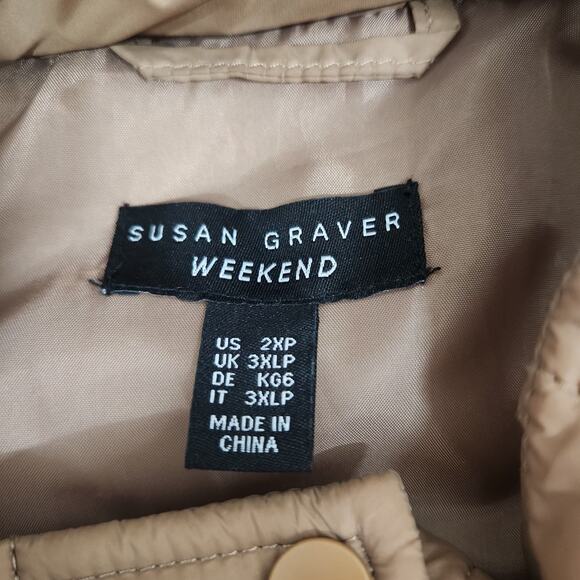 SUSAN GRAVER
WEEKEND
US 2XP
UK 3XLP
DE KG6
IT 3XLP
MADE IN
CHINA